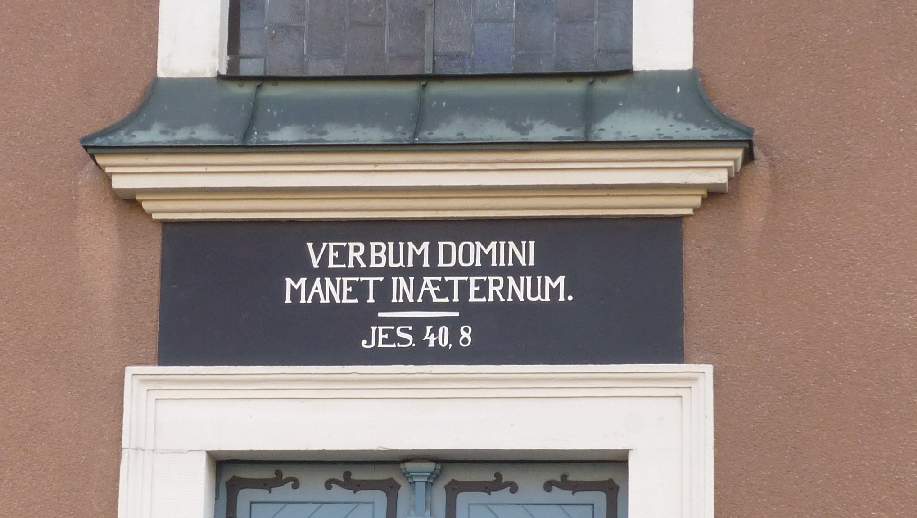 VERBUM DOMINI
MANET IN ÆTERNUM.
JES. 40, 8